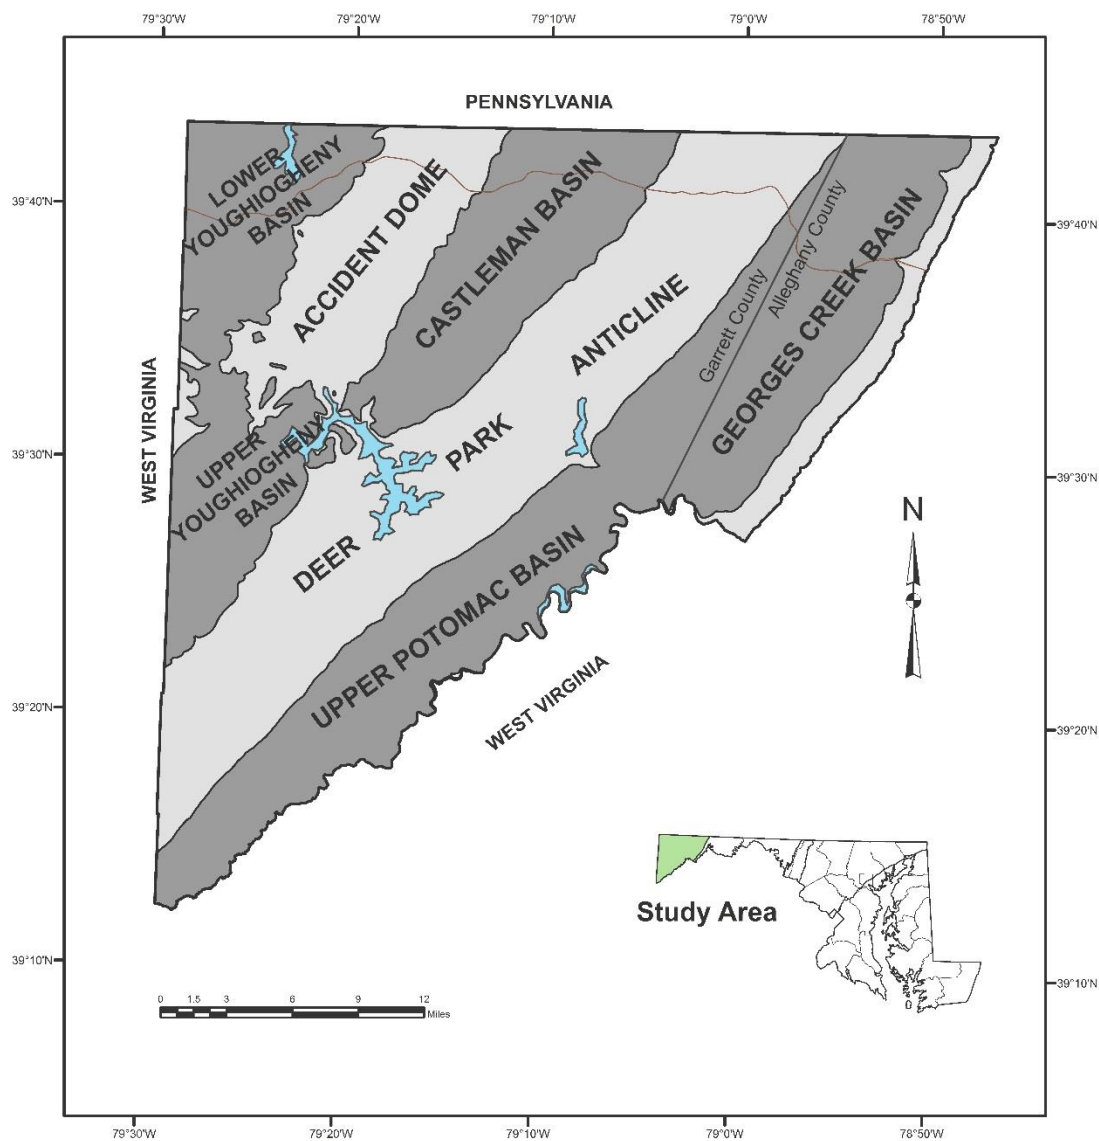 79°30'W
79°20'W
79°10'W
79°0'W
78°50'W
PENNSYLVANIA
LOWER
YOUGHIOGHENY
BASIN
ACCIDENT DOME
CASTLEMAN BASIN
39°40'N
39°40'N
Garrett County
Alleghany County
GEORGES CREEK BASIN
ANTICLINE
WEST VIRGINIA
UPPER
YOUGHIOGHENY
BASIN
PARK
39°30'N
39°30'N
DEER
N
UPPER POTOMAC BASIN
WEST VIRGINIA
39°20'N
39°20'N
Study Area
39°10'N
39°10'N
0 1.5 3 6 9 12
Miles
79°30'W
79°20'W
79°10'W
79°0'W
78°50'W